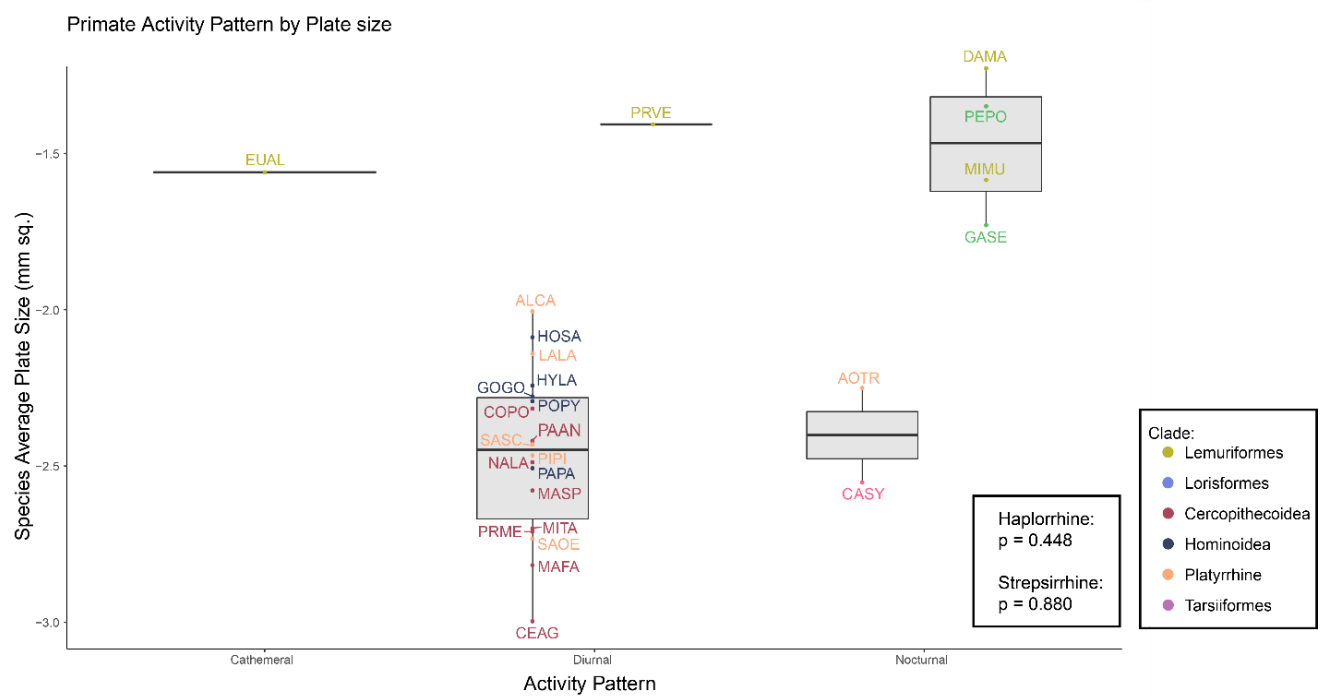 Primate Activity Pattern by Plate size
DAMA
PRVE
PEPO
−1.5
EUAL
MIMU
GASE
Species Average Plate Size (mm sq.)
−2.0
ALCA
HOSA
LALA
HYLA
GOGO
POPY
AOTR
COPO
PAAN
SASC
PIPI
−2.5
NALA
PAPA
MASP
CASY
PRME
MITA
SAOE
MAFA
−3.0
CEAG
Haplorrhine:
p = 0.448
Strepsirrhine:
p = 0.880
Clade:
Lemuriformes
Lorisformes
Cercopithecoidea
Hominoidea
Platyrrhine
Tarsiiformes
Cathemeral
Diurnal
Nocturnal
Activity Pattern